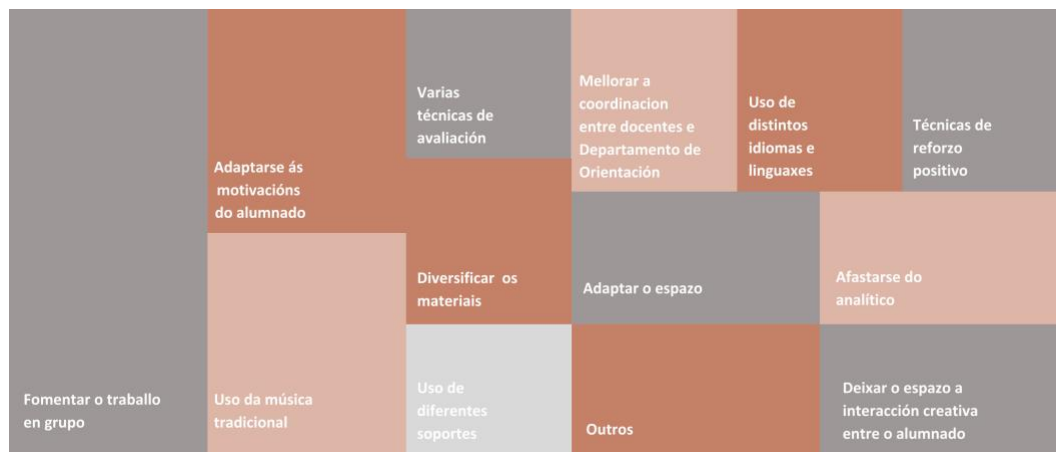 Fomentar o traballo
en grupo
Adaptarse ás
motivacións
do alumnado
Uso da música
tradicional
Varias
técnicas de
avaliación
Diversificar os
materiais
Uso de
diferentes
soportes
Mellorar a
coordinacion
entre docentes e
Departamento de
Orientación
Uso de
distintos
idiomas e
linguaxes
Técnicas de
reforzo
positivo
Adaptar o espazo
Afastarse do
analítico
Outros
Deixar o espazo a
interacción creativa
entre o alumnado